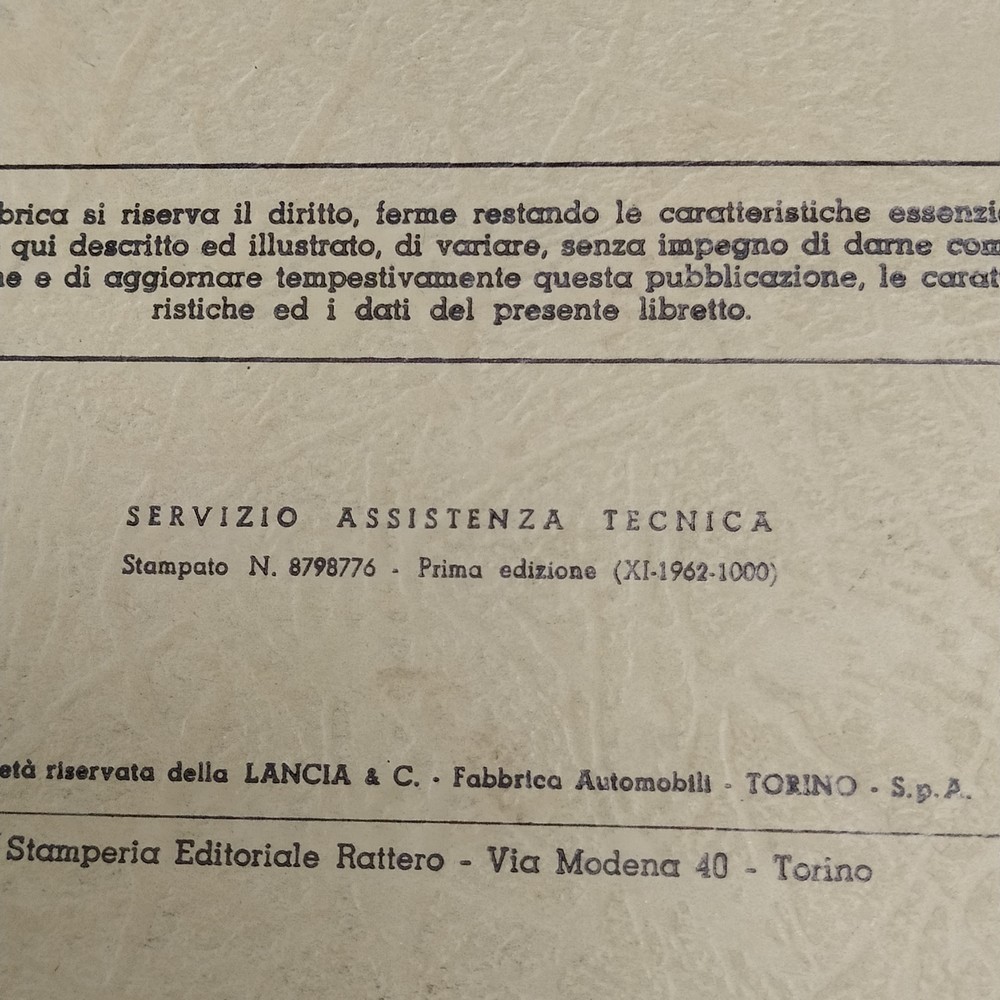 brica si riserva il diritto, ferme restando le caratteristiche essenzi
qui descritto ed illustrato, di variare, senza impegno di darne com
ne e di aggiornare tempestivamente questa pubblicazione, le carat
ristiche ed i dati del presente libretto.
SERVIZIO ASSISTENZA TECNICA
Stampato N. 8798776 - Prima edizione (XI-1962-1000)
età riservata della LANCIA & C. - Fabbrica Automobili - TORINO - S.p.A.
Stamperia Editoriale Rattero - Via Modena 40 - Torino